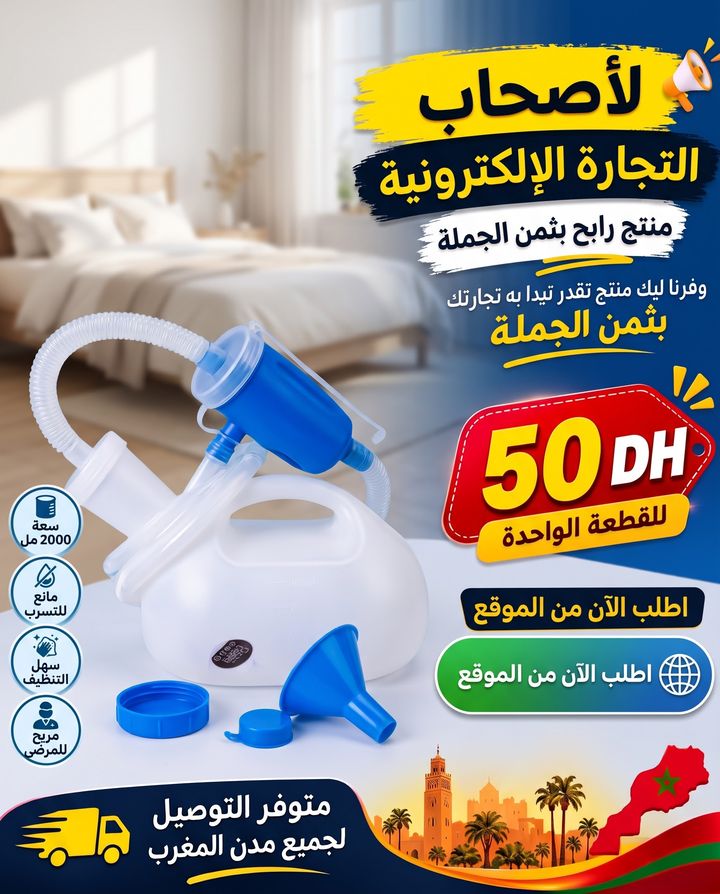 لأصحاب
التجارة الإلكترونية
منتج رابح بثمن الجملة
وفرنا ليك منتج تقدر تبدا به تجارتك
بثمن الجملة
50 DH
للقطعة الواحدة
سعة
2000 مل
مانع
للتسرب
سهل
التنظيف
مريح
للمرضى
اطلب الآن من الموقع
اطلب الآن من الموقع
متوفر التوصيل
لجميع مدن المغرب